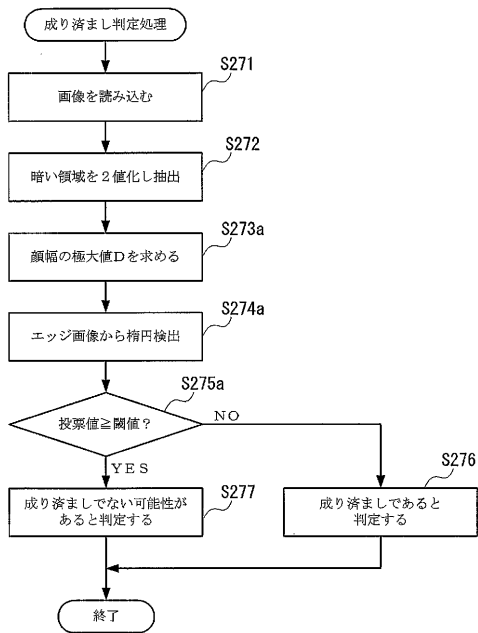 成り済まし判定処理
S271
画像を読み込む
S272
暗い領域を２値化し抽出
S273a
顔幅の極大値Dを求める
S274a
エッジ画像から楕円検出
S275a
投票値≧閾値？
NO
YES
S277
成り済ましでない可能性が
あると判定する
S276
成り済ましであると
判定する
終了